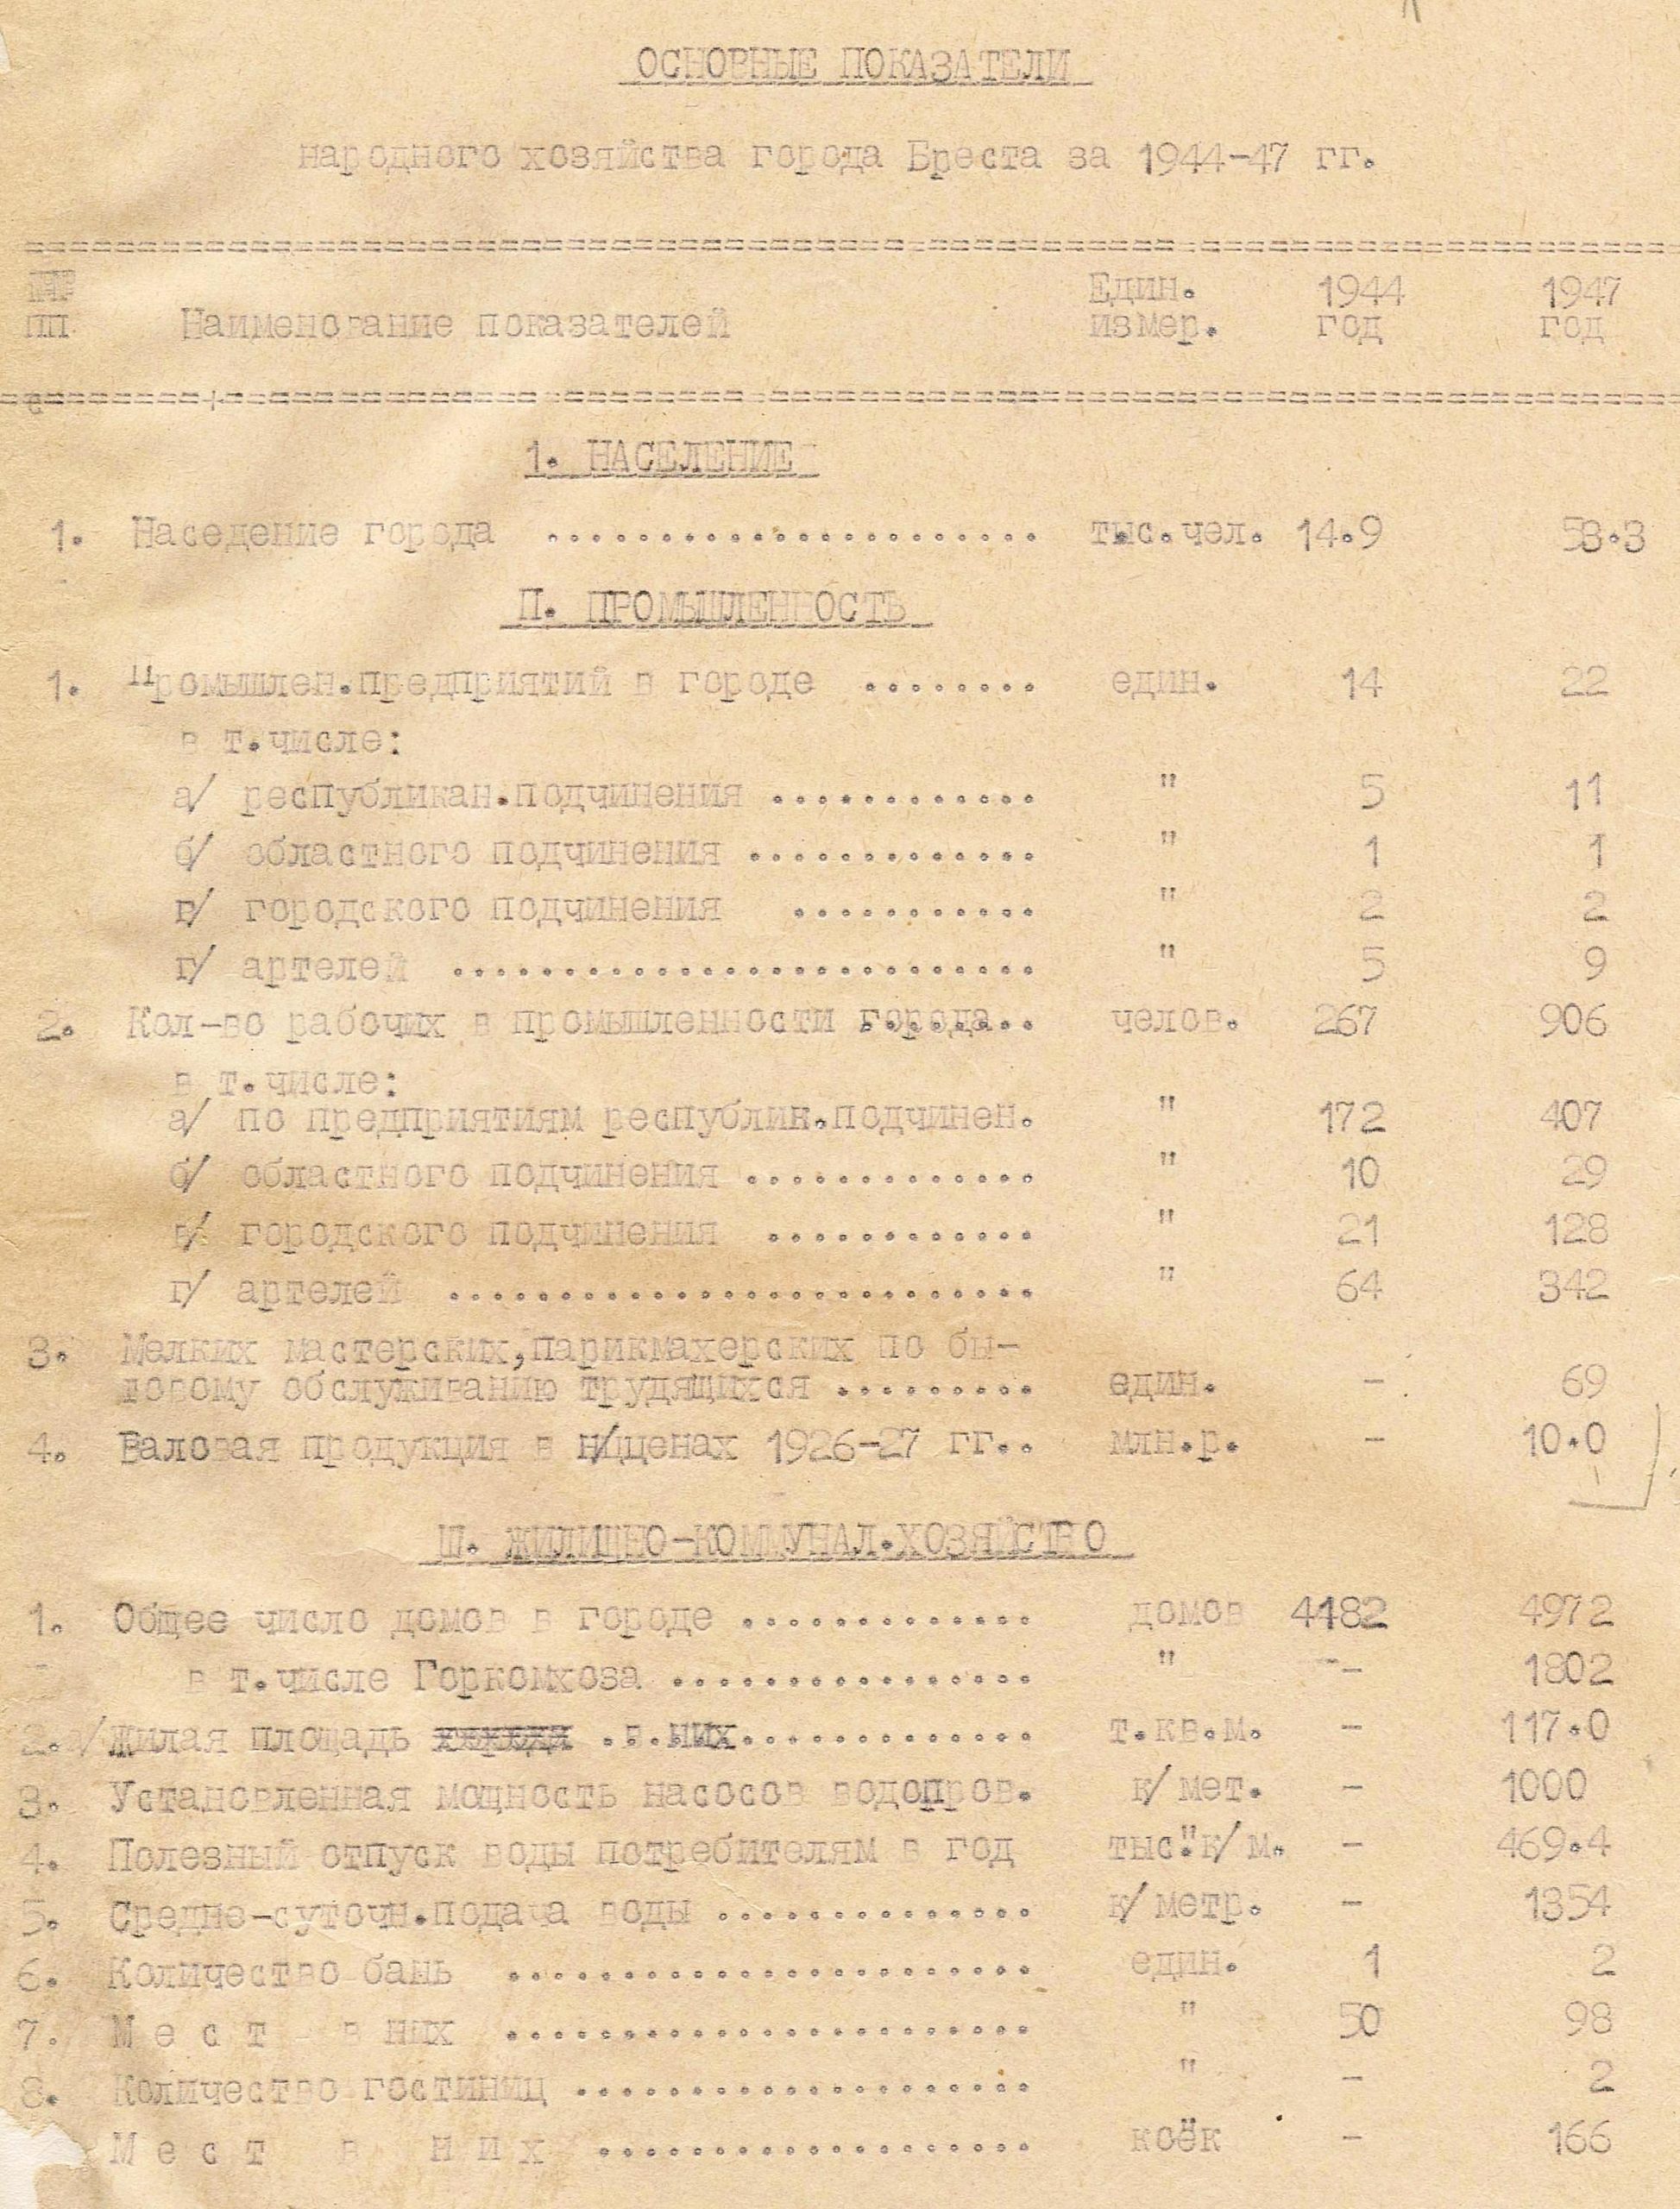 ОСНОВНЫЕ ПОКАЗАТЕЛИ
народного хозяйства города Бреста за 1944-47 гг.
№№ Един. 1944 1947
пп Наименование показателей измер. год год
1. НАСЕЛЕНИЕ
1. Население города ...................... тыс.чел. 14.9 53.3
П. ПРОМЫШЛЕННОСТЬ
1. Промышлен.предприятий в городе ........ един. 14 22
в т.числе:
а/ республикан.подчинения ............ " 5 11
б/ областного подчинения ............. " 1 1
в/ городского подчинения ........... " 2 2
г/ артелей .......................... " 5 9
2. Кол-во рабочих в промышленности города.. челов. 267 906
в т.числе:
а/ по предприятиям республик.подчинен. " 172 407
б/ областного подчинения ............. " 10 29
в/ городского подчинения ............ " 21 128
г/ артелей .......................... " 64 342
3. Мелких мастерских,парикмахерских по бы-
товому обслуживанию трудящихся ......... един. - 69
4. Валовая продукция в н/ценах 1926-27 гг.. млн.р. - 10.0
Ш. ЖИЛИЩНО-КОММУНАЛ.ХОЗЯЙСТВО
1. Общее число домов в городе ............. домов 4482 4972
в т.числе Горкомхоза ................ " - 1802
2.а/ Жилая площадь .в.них............. т.кв.м. - 117.0
3. Установленная мощность насосов водопров. к/мет. - 1000
4. Полезный отпуск воды потребителям в год тыс."к/м. - 469.4
5. Средне-суточн.подача воды .............. к/метр. - 1354
6. Количество бань ....................... един. 1 2
7. М е с т в них ....................... " 50 98
8. Количество гостиниц .................... " - 2
М е с т в н и х ................... коёк - 166